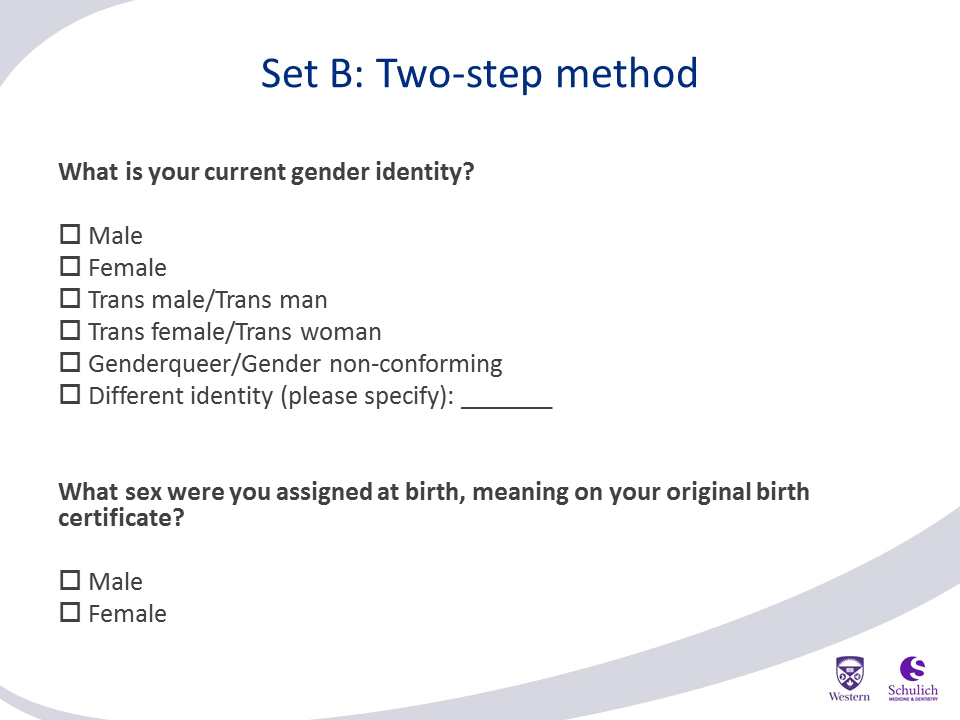 Set B: Two-step method
What is your current gender identity?
☐ Male
☐ Female
☐ Trans male/Trans man
☐ Trans female/Trans woman
☐ Genderqueer/Gender non-conforming
☐ Different identity (please specify): _______
What sex were you assigned at birth, meaning on your original birth
certificate?
☐ Male
☐ Female
Western
Schulich
MEDICINE & DENTISTRY